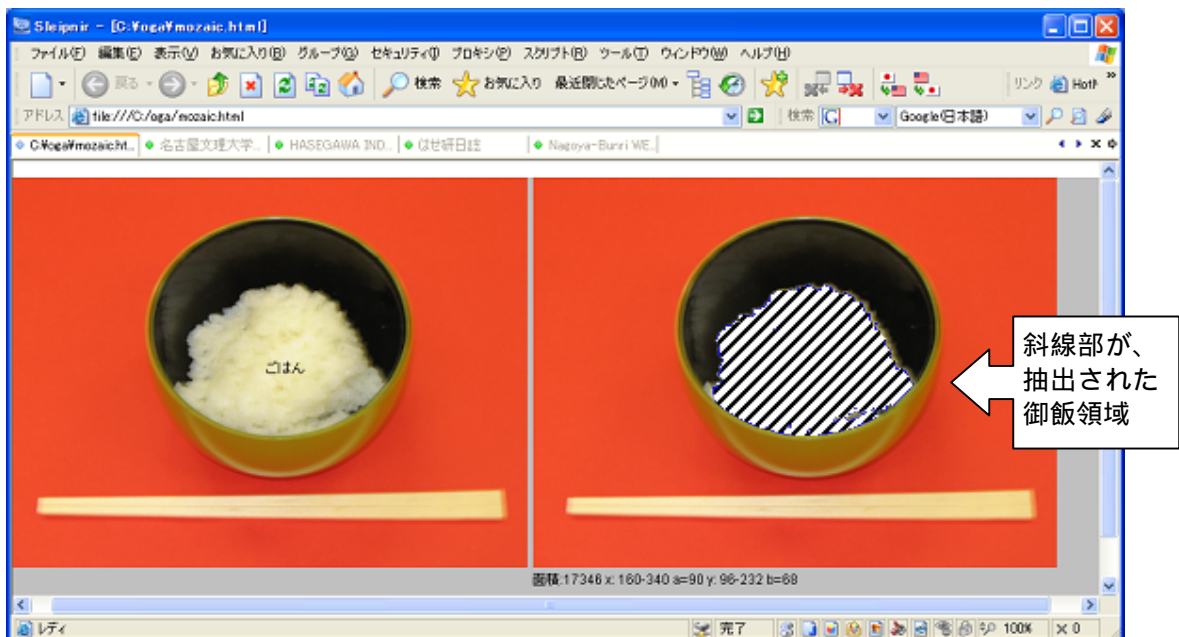 Sleipnir - [C:¥oga¥mozaic.html]
ファイル(F) 編集(E) 表示(V) お気に入り(B) グループ(G) セキュリティ(I) プロキシ(P) スクリプト(R) ツール(T) ウィンドウ(W) ヘルプ(H)
戻る 検索 お気に入り 最近閉じたページ(M) リンク Hotm
アドレス file:///C:/oga/mozaic.html 検索 G Google(日本語)
C:¥oga¥mozaic.ht.. 名古屋文理大学.. HASEGAWA IND.. はせ研日誌 Nagoya-Bunri WE..
ごはん
斜線部が、
抽出された
御飯領域
面積:17346 x: 160-340 a=90 y: 96-232 b=68
レディ 完了 100% × 0